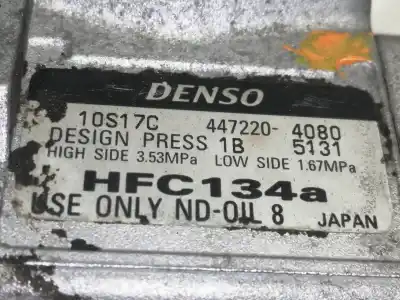 DENSO
10S17C 447220- 4080
DESIGN PRESS 1B 5131
HIGH SIDE 3.53MPa LOW SIDE 1.67MPa
HFC134a
USE ONLY ND-OIL 8 JAPAN